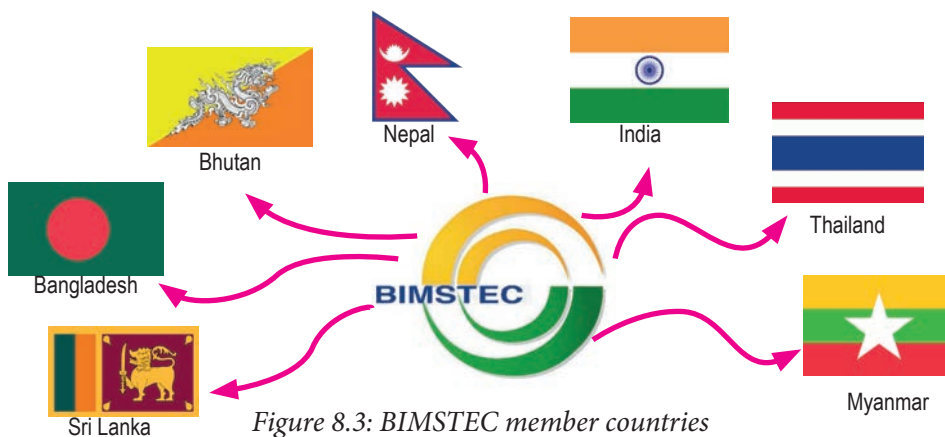 Nepal
India
Bhutan
Thailand
Bangladesh
BIMSTEC
Myanmar
Sri Lanka
Figure 8.3: BIMSTEC member countries